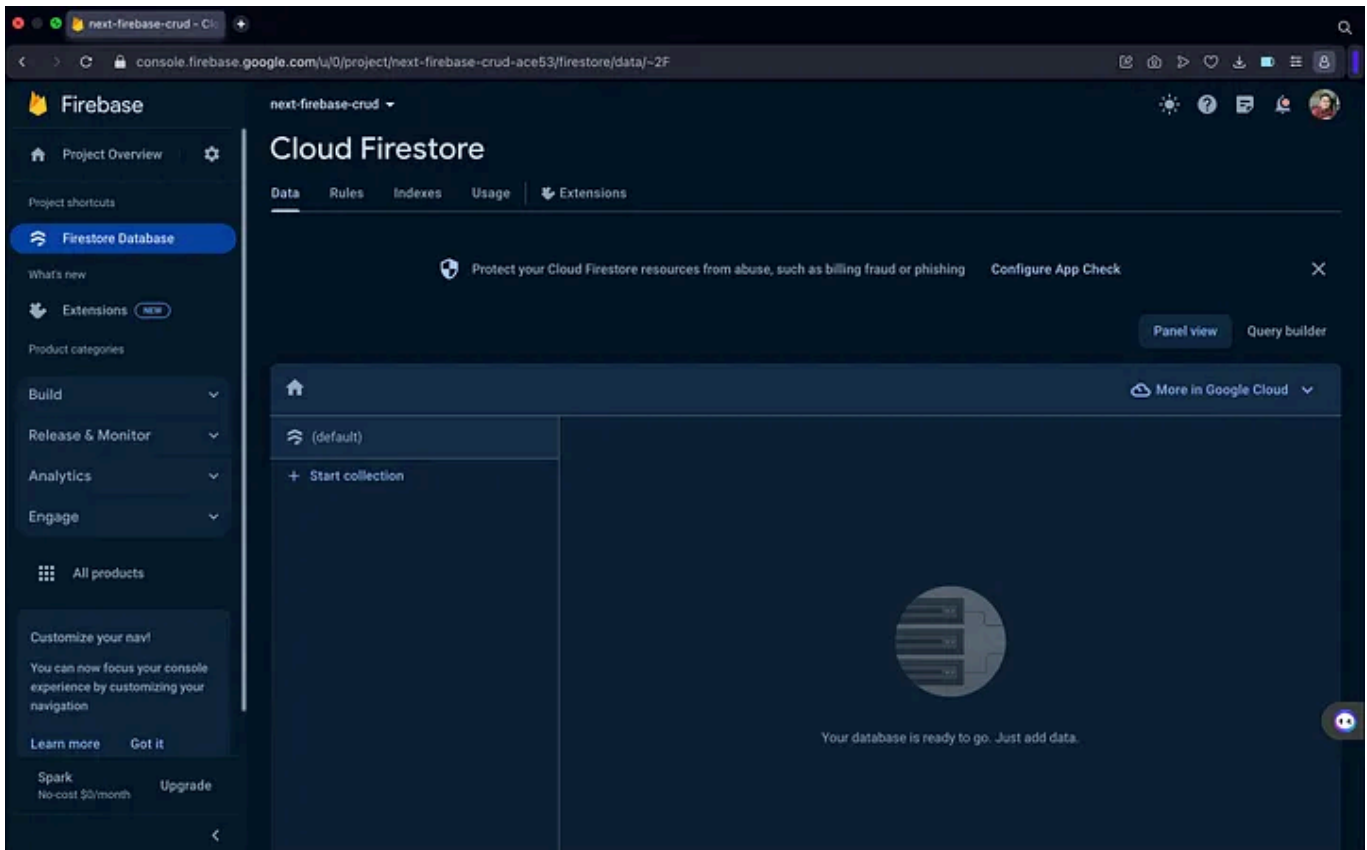 next-firebase-crud - Clo
console.firebase.google.com/u/0/project/next-firebase-crud-ace53/firestore/data/~2F
Firebase
next-firebase-crud
Project Overview
Cloud Firestore
Data Rules Indexes Usage Extensions
Project shortcuts
Firestore Database
What's new
Extensions NEW
Product categories
Build
Release & Monitor
Analytics
Engage
All products
Customize your nav!
You can now focus your console
experience by customizing your
navigation
Learn more Got it
Spark
No-cost $0/month
Upgrade
Protect your Cloud Firestore resources from abuse, such as billing fraud or phishing Configure App Check
Panel view Query builder
More in Google Cloud
(default)
+ Start collection
Your database is ready to go. Just add data.